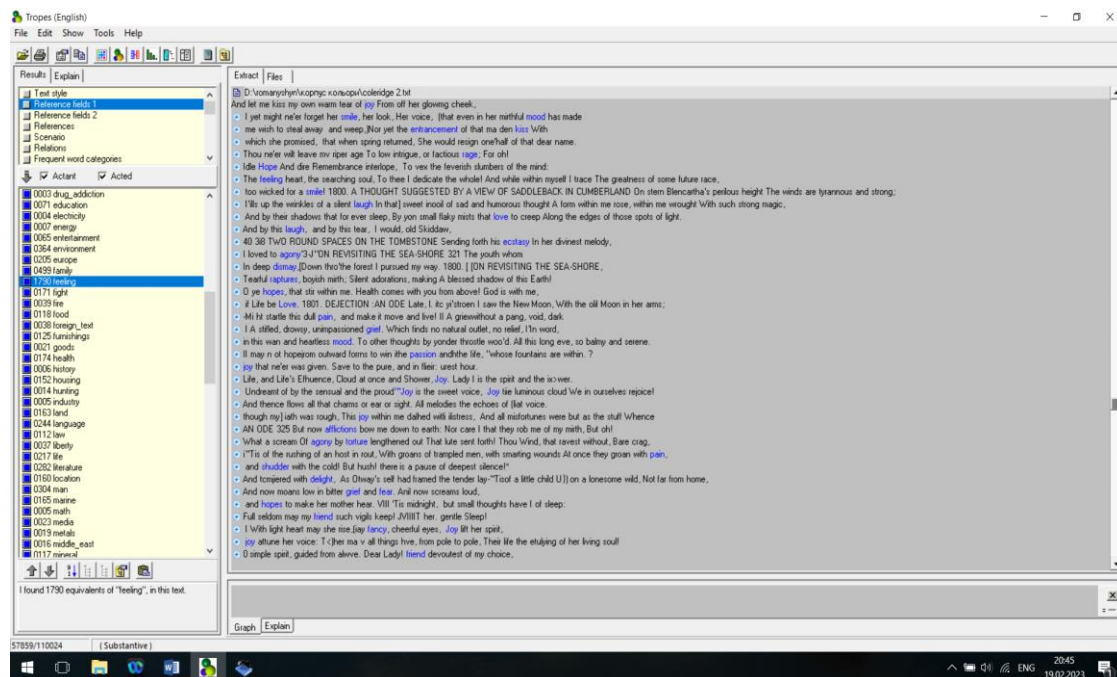 Tropes (English)
File Edit Show Tools Help
Results Explain
Text style
Reference fields 1
Reference fields 2
References
Scenario
Relations
Frequent word categories
Actant Acted
0003 drug_addiction
0071 education
0004 electricity
0007 energy
0065 entertainment
0364 environment
0205 europe
0499 family
1790 feeling
0171 fight
0039 fire
0118 food
0038 foreign_text
0125 furnishings
0021 goods
0174 health
0006 history
0152 housing
0014 hunting
0005 industry
0163 land
0244 language
0112 law
0037 liberty
0217 life
0282 literature
0160 location
0304 man
0165 marine
0005 math
0023 media
0019 metals
0016 middle_east
0117 mineral
I found 1790 equivalents of "feeling", in this text.
Extract Files
D:\romanyshyn\корпус кольори\coleridge 2.txt
And let me kiss my own warm tear of joy From off her glowmg cheek,
I yet might ne'er forget her smile, her look, Her voice, (that even in her mirthful mood has made
me wish to steal away and weep,)Nor yet the entrancement of that ma den kiss With
which she promised, that when spring returned, She would resign one'half of that dear name.
Thou ne'er wilt leave mv riper age To low intrigue, or factious rage; For oh!
Idle Hope And dire Remembrance interlope, To vex the feverish slumbers of the mind:
The feeling heart, the searching soul, To thee I dedicate the whole! And while within myself I trace The greatness of some future race,
too wicked for a smile! 1800. A THOUGHT SUGGESTED BY A VIEW OF SADDLEBACK IN CUMBERLAND On stern Blencartha's perilous height The winds are tyrannous and strong;
I'lls up the wrinkles of a silent laugh In that] sweet inooil of sad and humorous thought A form within me rose, within me wrought With such strong magic,
And by their shadows that for ever sleep, By yon small flaky mists that love to creep Along the edges of those spots of light.
And by this laugh, and by this tear, I would, old Skiddaw,
40 3i8 TWO ROUND SPACES ON THE TOMBSTONE Sending forth his ecstasy In her divinest melody,
I loved to agony'3-J'"ON REVISITING THE SEA-SHORE 321 The youth whom
In deep dismay,[Down thro'the forest I pursued my way. 1800. ] [ON REVISITING THE SEA-SHORE,
Tearful raptures, boyish mirth; Silent adorations, making A blessed shadow of this Earth!
O ye hopes, that stir within me. Health comes with you from above! God is with me,
if Life be Love. 1801. DEJECTION :AN ODE Late, I. itc yi'stroen I saw the New Moon, With the olil Moon in her arms;
-Mi ht startle this dull pain, and make it move and live! II A griewwithout a pang, void, dark
I A stifled, drowsy, unimpassioned grief. Which finds no natural outlet, no relief, I'ln word,
in this wan and heartless mood. To other thoughts by yonder throstle woo'd. All this long eve, so balmy and serene.
II may n ot hopejrom outward forms to win ithe passion andhthe life, "whose fountains are within. ?
joy that ne'er was given. Save to the pure, and in flieir: urest hour.
Life, and Life's Efhuence, Cloud at once and Shower, Joy. Lady I is the spirit and the ix>wer.
Undreamt of by the sensual and the proud'"'Joy is the sweet voice, Joy tiie luminous cloud We in ourselves rejoice!
And thence flows all that charms or ear or sight. All melodies the echoes of [liat voice.
though my] iath was rough, This joy within me dalhed witli ilistress, And all misfortunes were but as the stuff Whence
AN ODE 325 But now afflictions bow me down to earth: Nor care I that they rob me of my mirth, But oh!
What a scream Of agony by torture lengthened out That lute sent forth! Thou Wind, that ravest without, Bare crag,
i'"Tis of the rushing of an host in rout, With groans of trampled men, with smarting wounds At once they groan with pain,
and shudder with the cold! But hush! there is a pause of deepest silence!"
And tcmjiered with delight, As Otway's self had framed the tender lay-"Tisof a little child U )) on a lonesome wild, Not far from home,
And now moans low in bitter grief and fear. Anil now screams loud,
and hopes to make her mother hear. VIII 'Tis midnight, but small thoughts have I of sleep:
Full seldom may my friend such vigils keep! JVIIIIT her. gentle Sleep!
I With light heart may she rise,(jay fancy, cheerful eyes, Joy lift her spirit,
joy attune her voice: T<()her ma v all things hve, from pole to pole, Their life the etulying of her living soul!
O simple spirit, guided from alwve. Dear Lady! friend devoutest of my choice,
Graph Explain
57859/110024 (Substantive)
ENG
20:45
19.02.2023